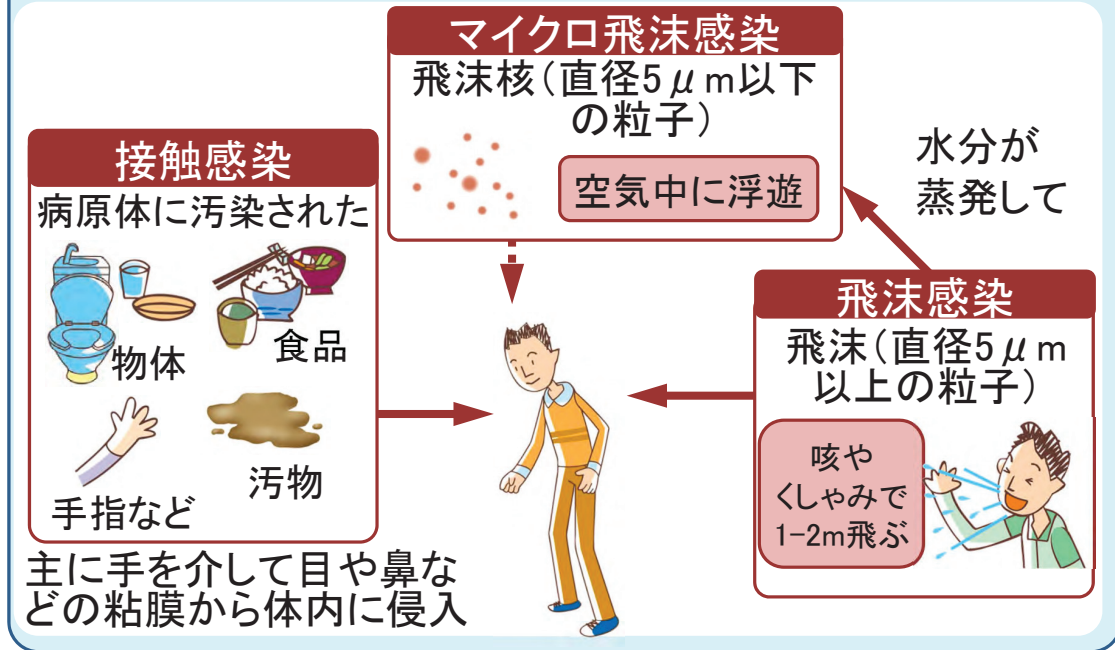 マイクロ飛沫感染
飛沫核(直径5μm以下
の粒子)
空気中に浮遊
水分が
蒸発して
接触感染
病原体に汚染された
物体
食品
手指など
汚物
主に手を介して目や鼻な
どの粘膜から体内に侵入
飛沫感染
飛沫(直径5μm
以上の粒子)
咳や
くしゃみで
1-2m飛ぶ